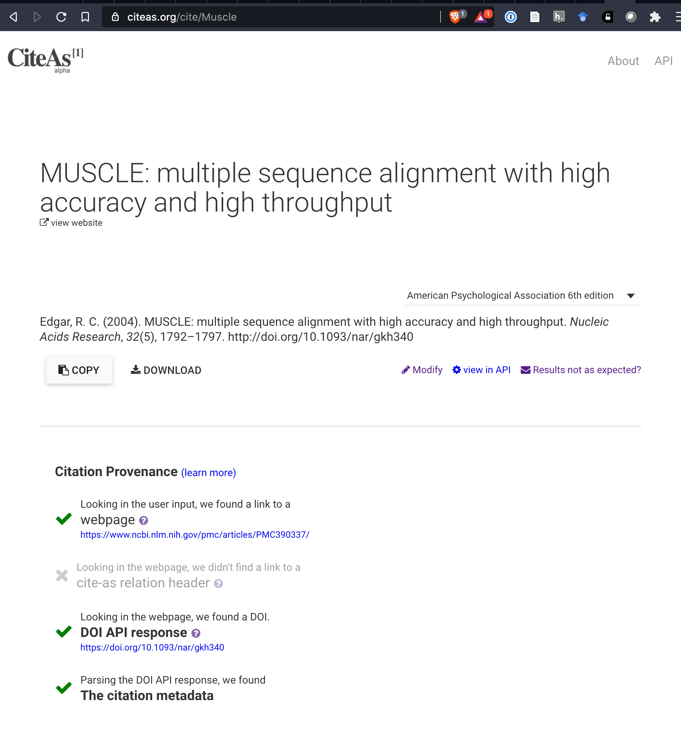 citeas.org/cite/Muscle
1
1
CiteAs[1]
alpha
About API
MUSCLE: multiple sequence alignment with high
accuracy and high throughput
view website
American Psychological Association 6th edition
Edgar, R. C. (2004). MUSCLE: multiple sequence alignment with high accuracy and high throughput. Nucleic
Acids Research, 32(5), 1792–1797. http://doi.org/10.1093/nar/gkh340
COPY DOWNLOAD Modify view in API Results not as expected?
Citation Provenance (learn more)
Looking in the user input, we found a link to a
webpage ?
https://www.ncbi.nlm.nih.gov/pmc/articles/PMC390337/
Looking in the webpage, we didn't find a link to a
cite-as relation header ?
Looking in the webpage, we found a DOI.
DOI API response ?
https://doi.org/10.1093/nar/gkh340
Parsing the DOI API response, we found
The citation metadata